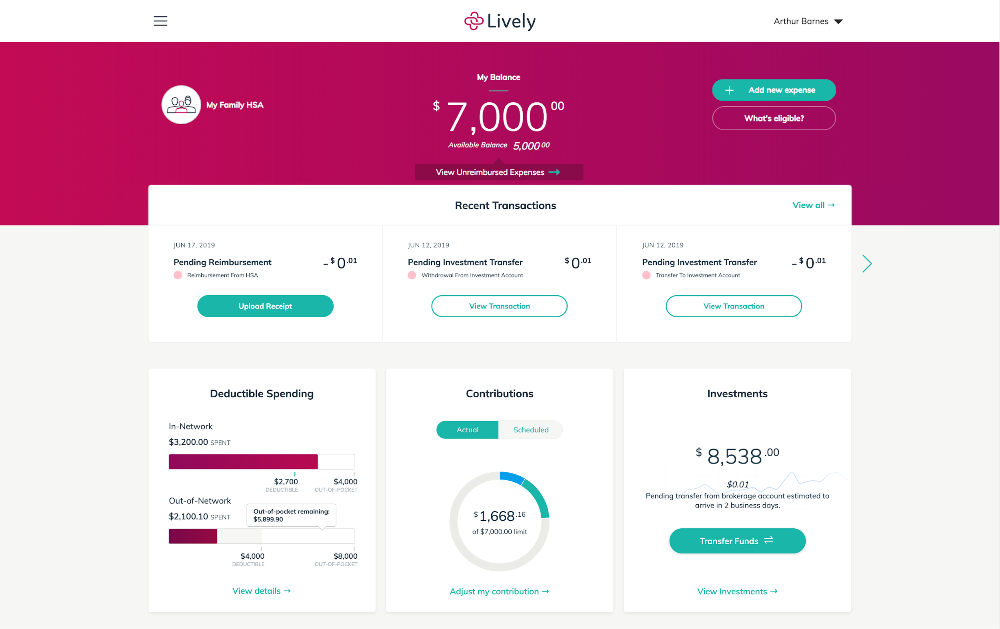 Lively
Arthur Barnes
My Balance
My Family HSA
$ 7,000 00
Available Balance 5,000 00
+ Add new expense
What's eligible?
View Unreimbursed Expenses →
Recent Transactions
View all →
JUN 17, 2019
Pending Reimbursement
- $ 0 .01
Reimbursement From HSA
Upload Receipt
JUN 12, 2019
Pending Investment Transfer
$ 0 .01
Withdrawal From Investment Account
View Transaction
JUN 12, 2019
Pending Investment Transfer
- $ 0 .01
Transfer To Investment Account
View Transaction
Deductible Spending
In-Network
$3,200.00 SPENT
$2,700
DEDUCTIBLE
$4,000
OUT-OF-POCKET
Out-of-Network
$2,100.10 SPENT
Out-of-pocket remaining:
$5,899.90
$4,000
DEDUCTIBLE
$8,000
OUT-OF-POCKET
View details →
Contributions
Actual
Scheduled
$ 1,668 .16
of $7,000.00 limit
Adjust my contribution →
Investments
$ 8,538 .00
$0.01
Pending transfer from brokerage account estimated to
arrive in 2 business days.
Transfer Funds
View Investments →